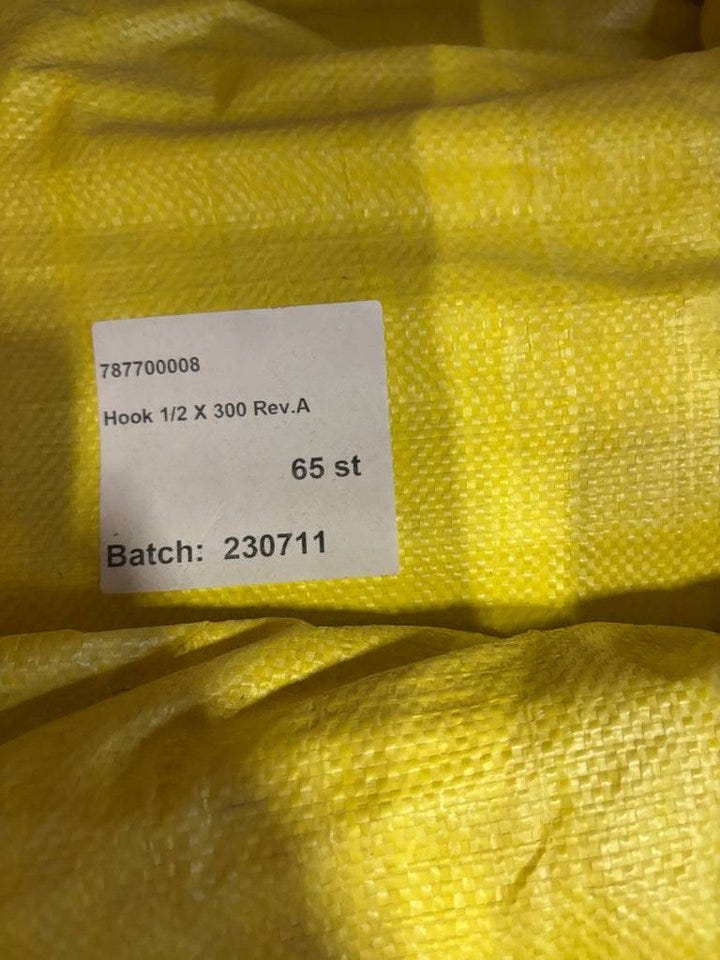 787700008
Hook 1/2 X 300 Rev.A
65 st
Batch: 230711